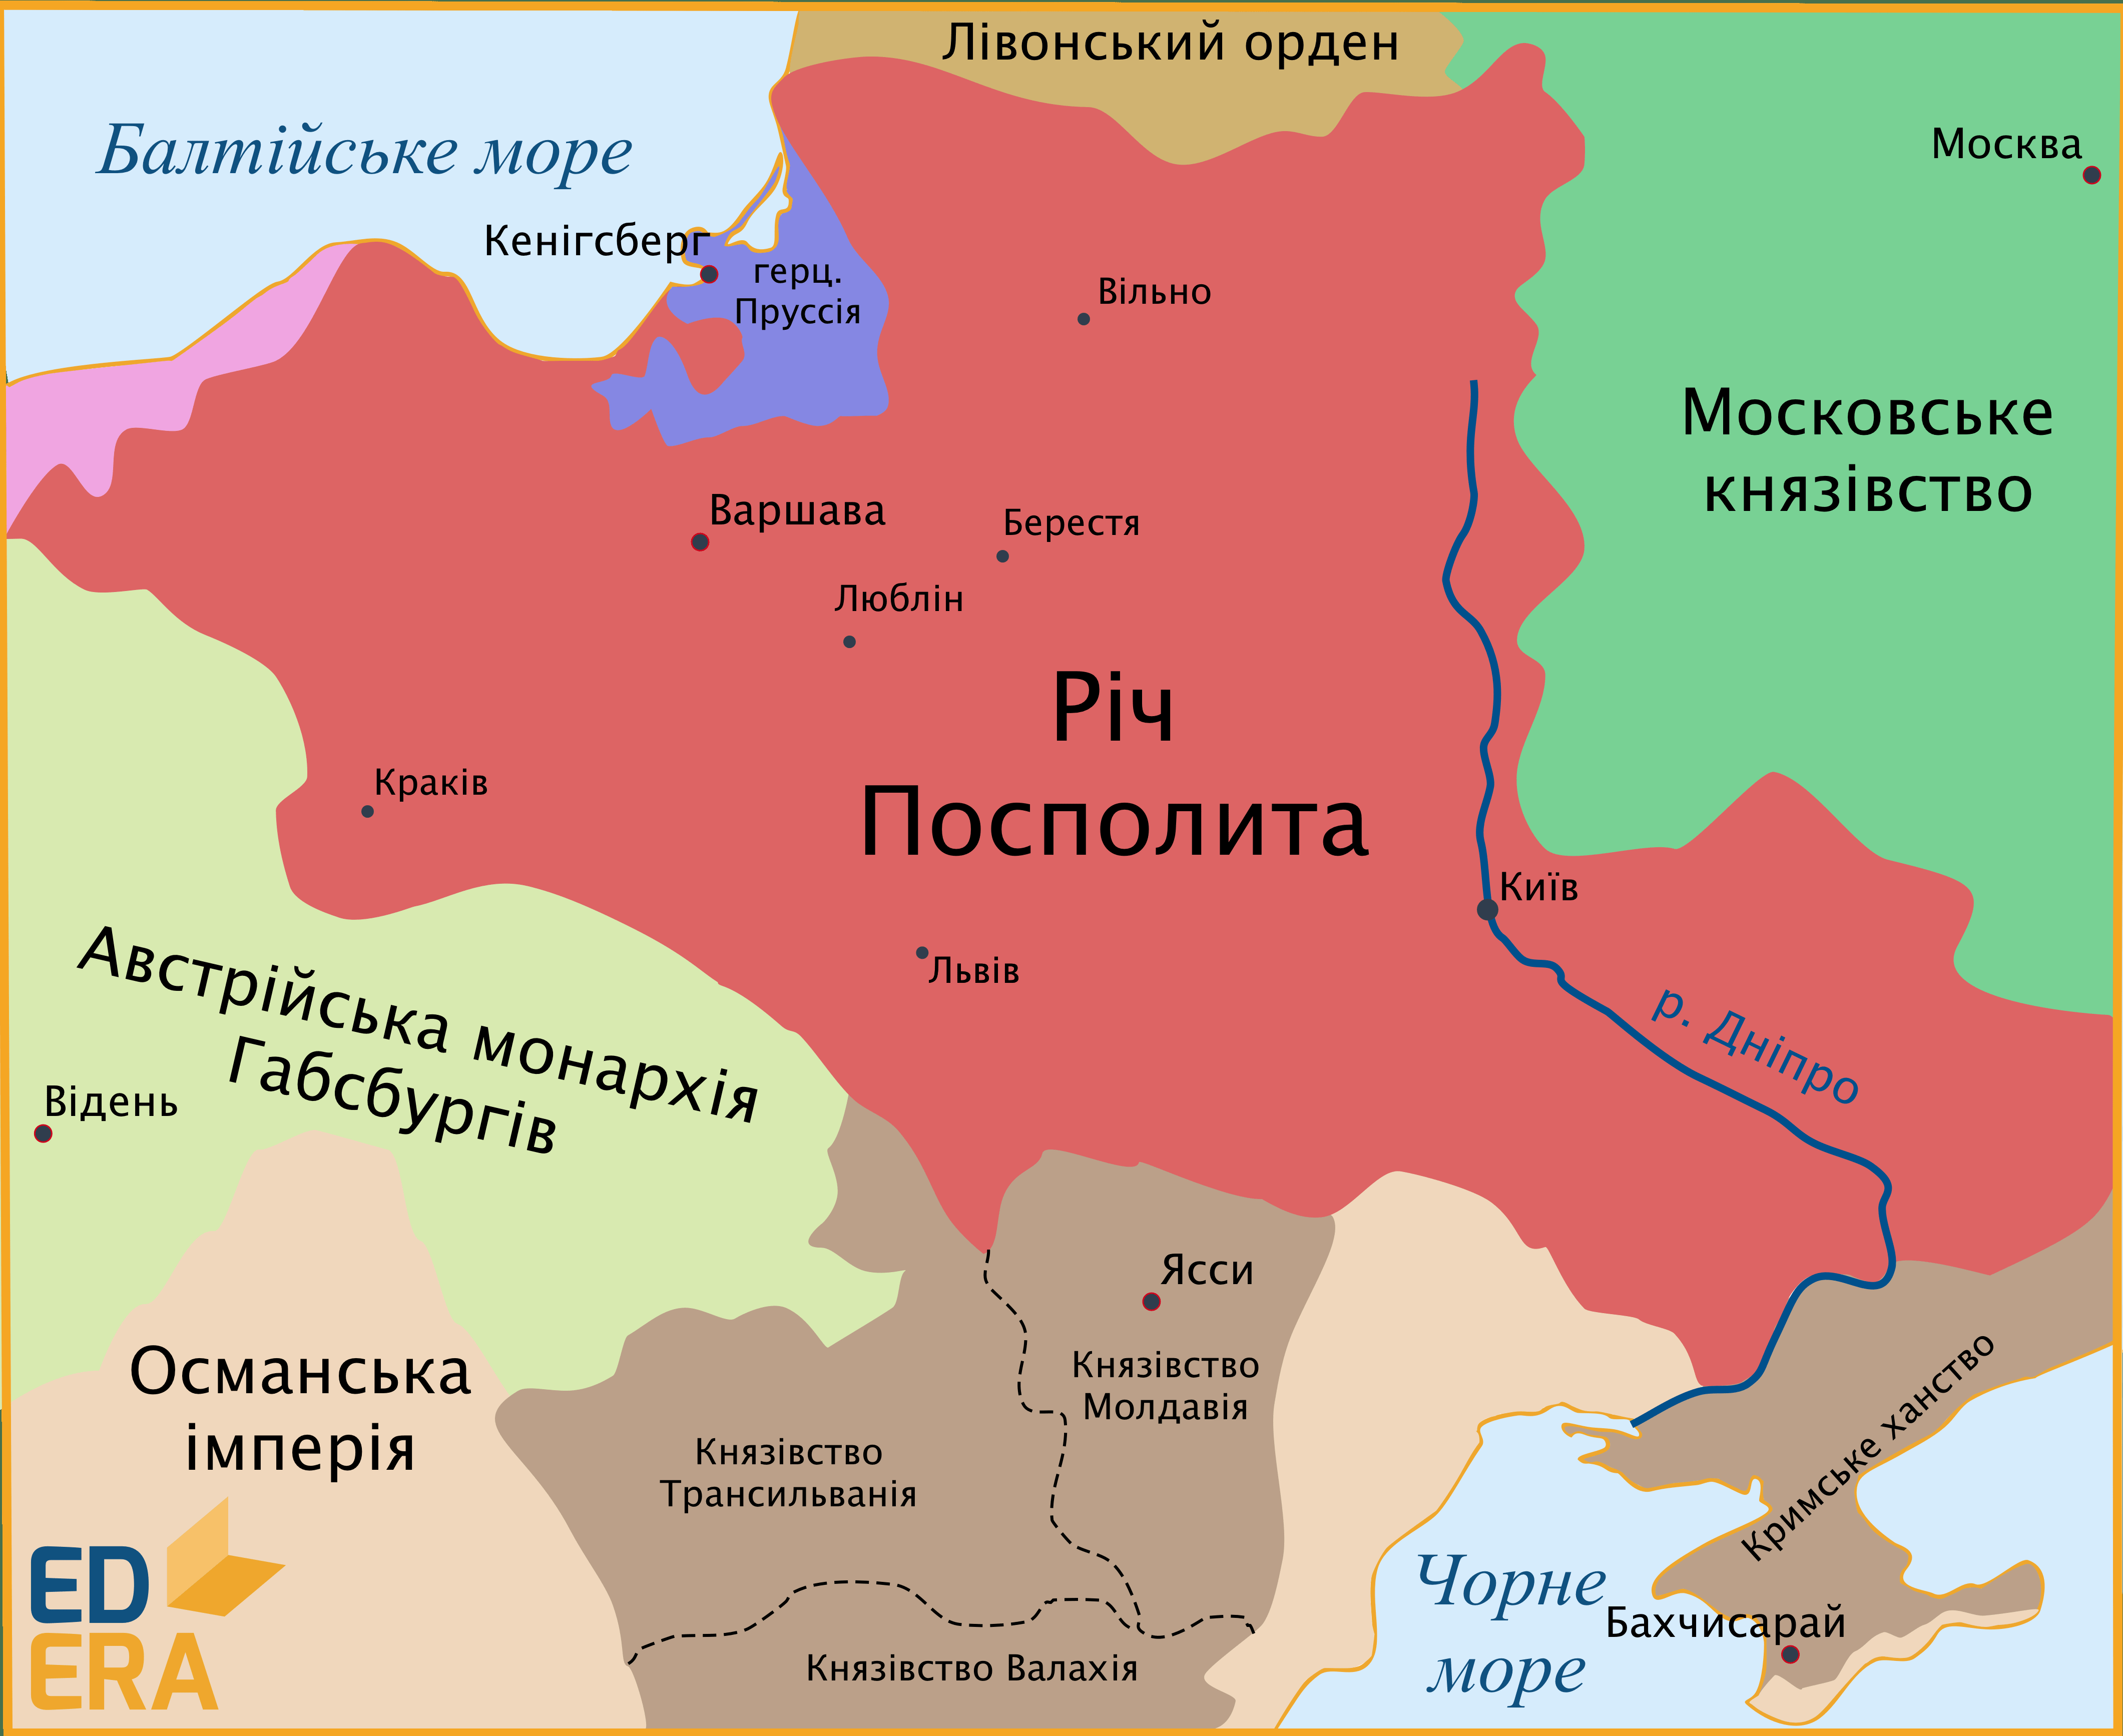 Лівонський орден
Балтійське море
Москва
Кенігсберг
герц.
Пруссія
Вільно
Московське
князівство
Варшава
Берестя
Люблін
Річ
Посполита
Краків
Київ
Львів
р. Дніпро
Австрійська монархія
Габсбургів
Відень
Ясси
Князівство
Молдавія
Османська
імперія
Князівство
Трансильванія
Кримське ханство
Чорне
море
Бахчисарай
Князівство Валахія
ED
ERA